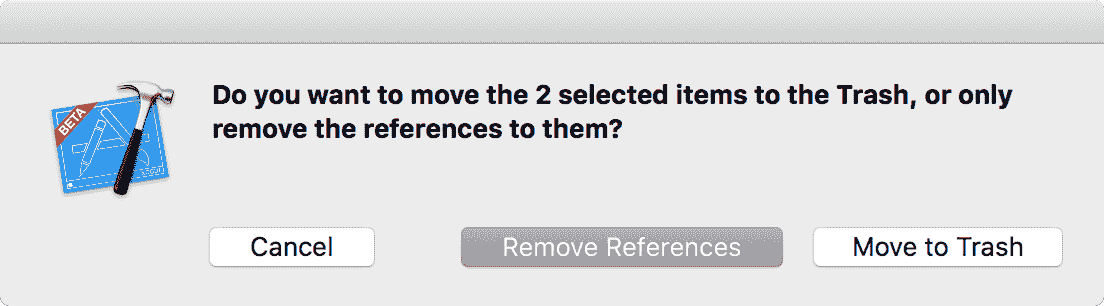 Do you want to move the 2 selected items to the Trash, or only
remove the references to them?
BETA
Cancel
Remove References
Move to Trash